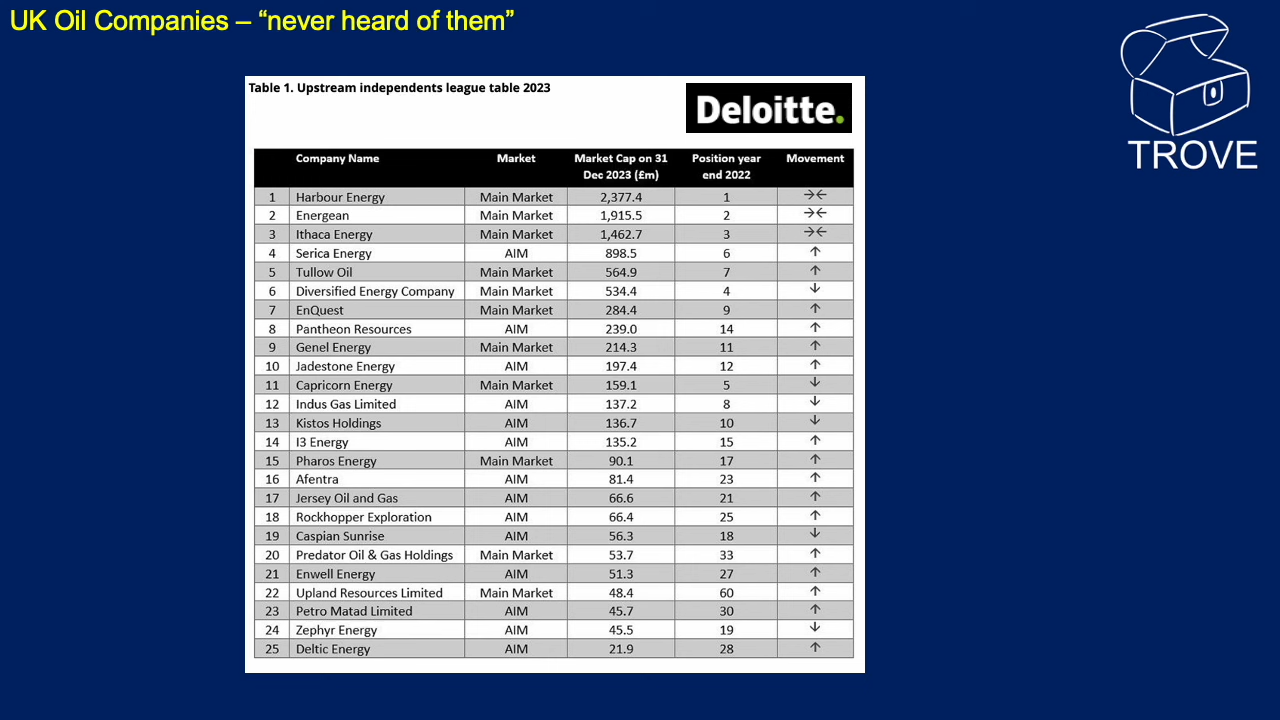 UK Oil Companies – “never heard of them”
TROVE
Table 1. Upstream independents league table 2023
Deloitte.
Company Name Market Market Cap on 31 Dec 2023 (£m) Position year end 2022 Movement
1 Harbour Energy Main Market 2,377.4 1 →←
2 Energean Main Market 1,915.5 2 →←
3 Ithaca Energy Main Market 1,462.7 3 →←
4 Serica Energy AIM 898.5 6 ↑
5 Tullow Oil Main Market 564.9 7 ↑
6 Diversified Energy Company Main Market 534.4 4 ↓
7 EnQuest Main Market 284.4 9 ↑
8 Pantheon Resources AIM 239.0 14 ↑
9 Genel Energy Main Market 214.3 11 ↑
10 Jadestone Energy AIM 197.4 12 ↑
11 Capricorn Energy Main Market 159.1 5 ↓
12 Indus Gas Limited AIM 137.2 8 ↓
13 Kistos Holdings AIM 136.7 10 ↓
14 I3 Energy AIM 135.2 15 ↑
15 Pharos Energy Main Market 90.1 17 ↑
16 Afentra AIM 81.4 23 ↑
17 Jersey Oil and Gas AIM 66.6 21 ↑
18 Rockhopper Exploration AIM 66.4 25 ↑
19 Caspian Sunrise AIM 56.3 18 ↓
20 Predator Oil & Gas Holdings Main Market 53.7 33 ↑
21 Enwell Energy AIM 51.3 27 ↑
22 Upland Resources Limited Main Market 48.4 60 ↑
23 Petro Matad Limited AIM 45.7 30 ↑
24 Zephyr Energy AIM 45.5 19 ↓
25 Deltic Energy AIM 21.9 28 ↑